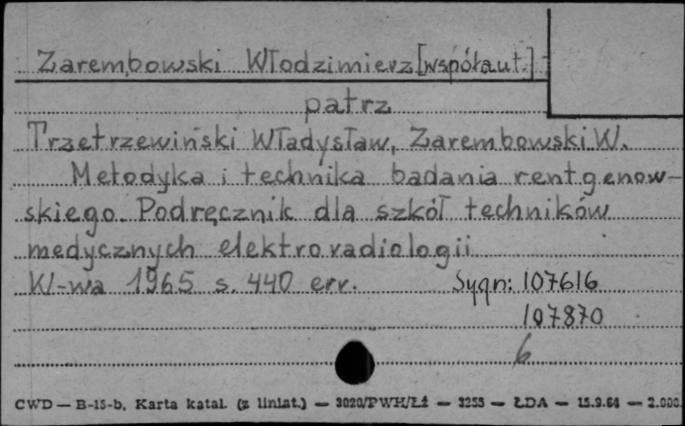 Zarembowski Włodzimierz [współaut.]
patrz
Trzetrzewiński Władysław, Zarembowski W.
Metodyka i technika badania rentgenow-
skiego. Podręcznik dla szkół techników
medycznych elektroradiologii
W-wa 1965 s. 440 err. Sygn: 107616
107870
6
CWD — B-15-b, Karta katal. (z liniat.) — 3020/PWH/Łź — 3253 — ŁDA — 15.9.64 — 2.000.